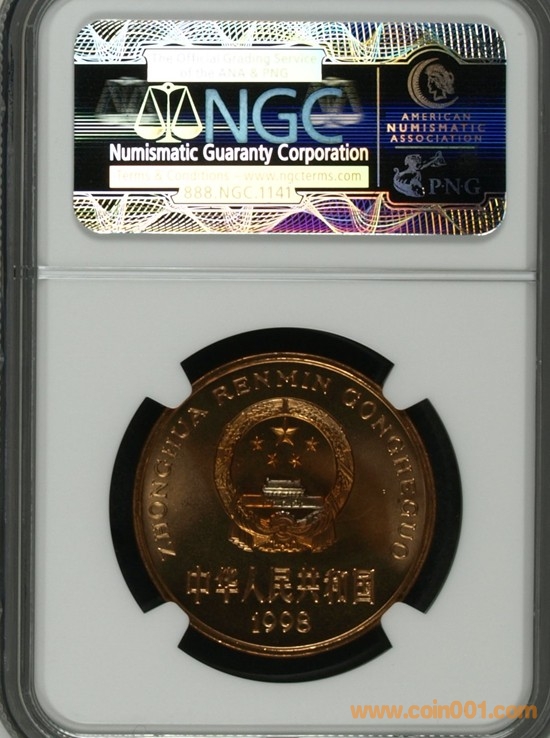 The Official Grading Service
of the ANA & PNG
NGC
Numismatic Guaranty Corporation
Terms & Conditions - www.ngcterms.com
888.NGC.1141
AMERICAN
NUMISMATIC
ASSOCIATION
P·N·G
ZHONGHUA RENMIN GONGHEGUO
中华人民共和国
1998
www.coin001.com